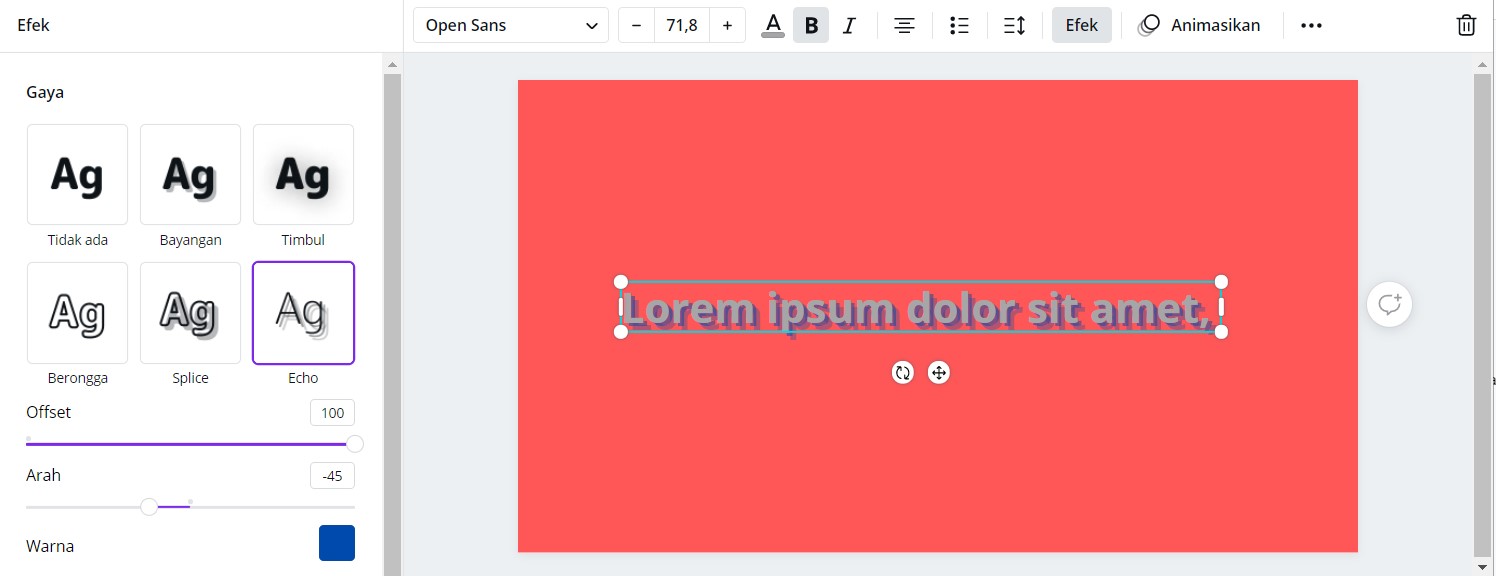 Efek
Open Sans
– 71,8 +
A B I
Efek
Animasikan
Gaya
Ag Ag Ag
Tidak ada Bayangan Timbul
Ag Ag Ag
Berongga Splice Echo
Offset 100
Arah -45
Warna
Lorem ipsum dolor sit amet,